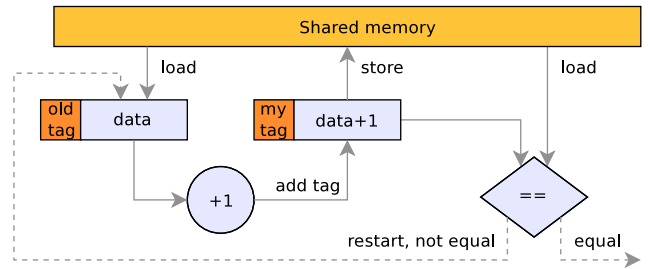 Shared memory
load
store
load
old
tag
data
my
tag
data+1
+1
add tag
==
restart, not equal
equal